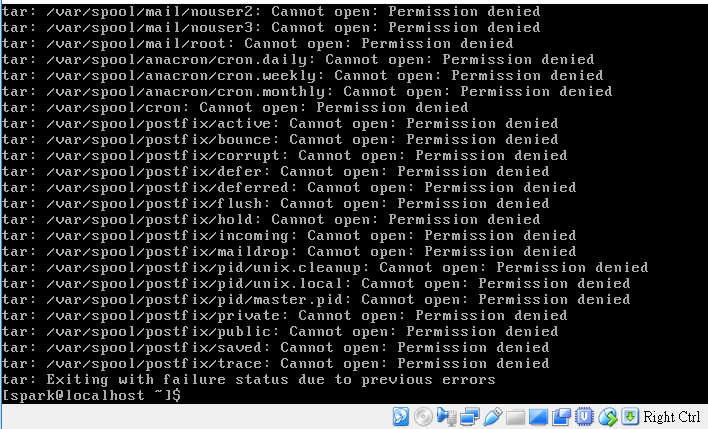 tar: /var/spool/mail/nouser2: Cannot open: Permission denied
tar: /var/spool/mail/nouser3: Cannot open: Permission denied
tar: /var/spool/mail/root: Cannot open: Permission denied
tar: /var/spool/anacron/cron.daily: Cannot open: Permission denied
tar: /var/spool/anacron/cron.weekly: Cannot open: Permission denied
tar: /var/spool/anacron/cron.monthly: Cannot open: Permission denied
tar: /var/spool/cron: Cannot open: Permission denied
tar: /var/spool/postfix/active: Cannot open: Permission denied
tar: /var/spool/postfix/bounce: Cannot open: Permission denied
tar: /var/spool/postfix/corrupt: Cannot open: Permission denied
tar: /var/spool/postfix/defer: Cannot open: Permission denied
tar: /var/spool/postfix/deferred: Cannot open: Permission denied
tar: /var/spool/postfix/flush: Cannot open: Permission denied
tar: /var/spool/postfix/hold: Cannot open: Permission denied
tar: /var/spool/postfix/incoming: Cannot open: Permission denied
tar: /var/spool/postfix/maildrop: Cannot open: Permission denied
tar: /var/spool/postfix/pid/unix.cleanup: Cannot open: Permission denied
tar: /var/spool/postfix/pid/unix.local: Cannot open: Permission denied
tar: /var/spool/postfix/pid/master.pid: Cannot open: Permission denied
tar: /var/spool/postfix/private: Cannot open: Permission denied
tar: /var/spool/postfix/public: Cannot open: Permission denied
tar: /var/spool/postfix/saved: Cannot open: Permission denied
tar: /var/spool/postfix/trace: Cannot open: Permission denied
tar: Exiting with failure status due to previous errors
[spark@localhost ~]$
Right Ctrl